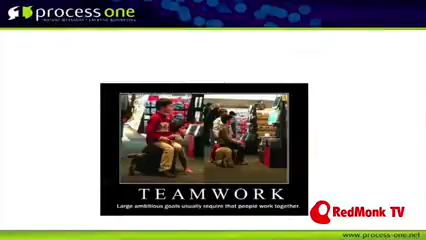 process one
TEAMWORK
Large ambitious goals usually require that people work together.
RedMonk TV
www.process-one.net